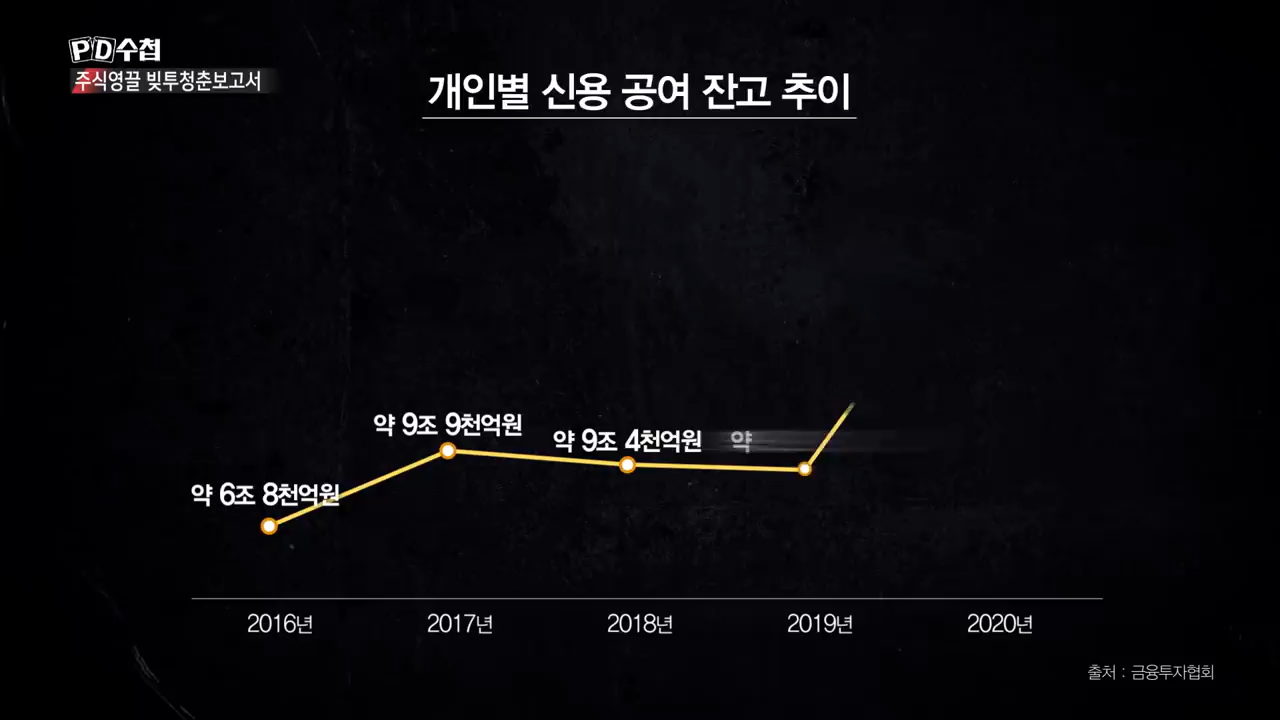 PD수첩
주식영끌 빚투청춘보고서
개인별 신용 공여 잔고 추이
약 9조 9천억원
약 9조 4천억원 약
약 6조 8천억원
2016년 2017년 2018년 2019년 2020년
출처 : 금융투자협회